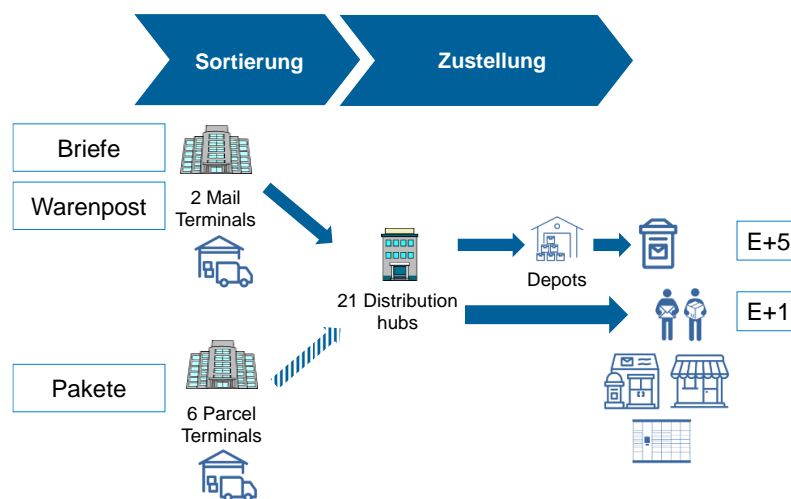 Sortierung
Zustellung
Briefe
Warenpost
2 Mail
Terminals
21 Distribution
hubs
Depots
E+5
E+1
Pakete
6 Parcel
Terminals